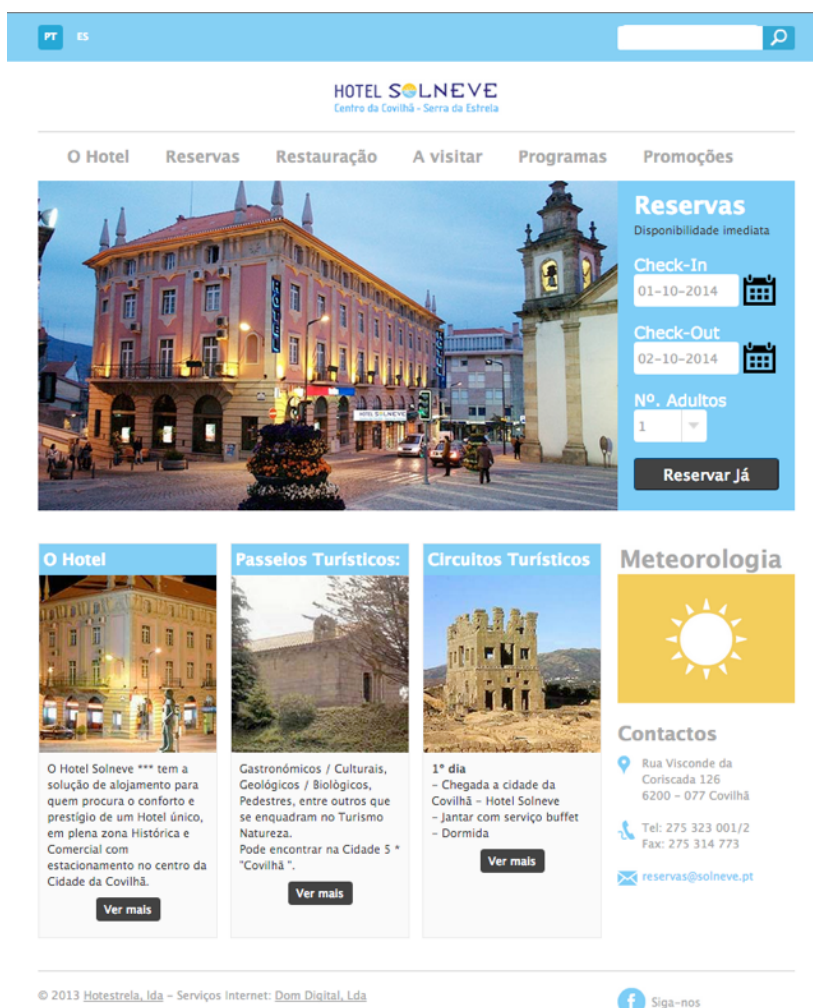 PT ES
HOTEL SOLNEVE
Centro da Covilhã - Serra da Estrela
O Hotel Reservas Restauração A visitar Programas Promoções
HOTEL
HOTEL
HOTEL SOLNEVE
Reservas
Disponibilidade imediata
Check-In
01-10-2014
Check-Out
02-10-2014
Nº. Adultos
1
Reservar Já
O Hotel
O Hotel Solneve *** tem a
solução de alojamento para
quem procura o conforto e
prestígio de um Hotel único,
em plena zona Histórica e
Comercial com
estacionamento no centro da
Cidade da Covilhã.
Ver mais
Passeios Turísticos:
Gastronómicos / Culturais,
Geológicos / Biològicos,
Pedestres, entre outros que
se enquadram no Turismo
Natureza.
Pode encontrar na Cidade 5 *
"Covilhã ".
Ver mais
Circuitos Turísticos
1º dia
– Chegada a cidade da
Covilhã – Hotel Solneve
– Jantar com serviço buffet
– Dormida
Ver mais
Meteorologia
Contactos
Rua Visconde da
Coriscada 126
6200 – 077 Covilhã
Tel: 275 323 001/2
Fax: 275 314 773
reservas@solneve.pt
© 2013 Hotestrela, lda – Serviços Internet: Dom Digital, Lda
f Siga-nos